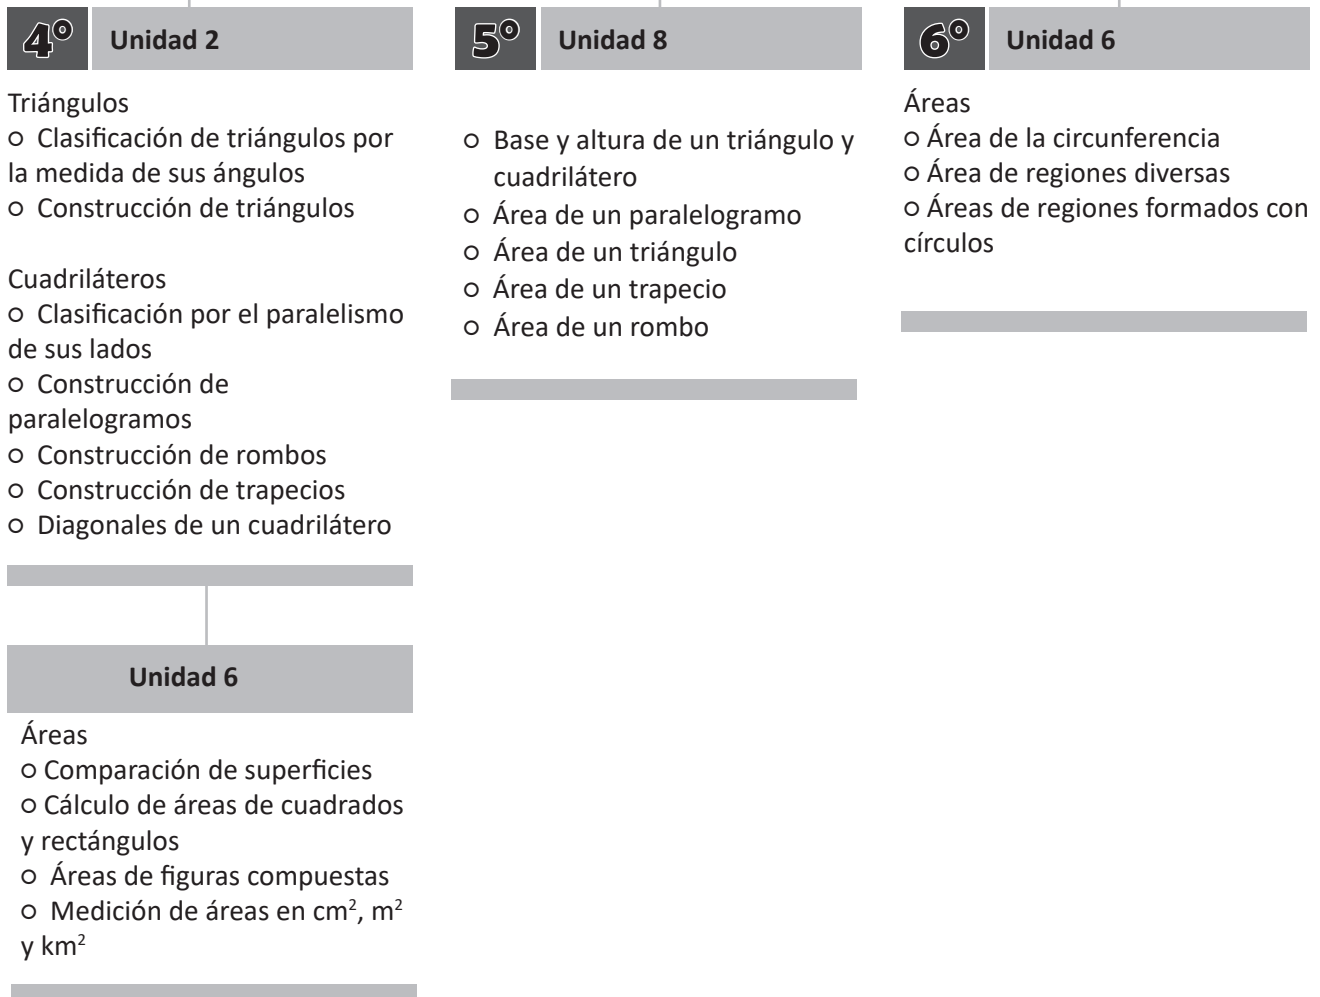 4º Unidad 2
Triángulos
○ Clasificación de triángulos por
la medida de sus ángulos
○ Construcción de triángulos
Cuadriláteros
○ Clasificación por el paralelismo
de sus lados
○ Construcción de
paralelogramos
○ Construcción de rombos
○ Construcción de trapecios
○ Diagonales de un cuadrilátero
Unidad 6
Áreas
○ Comparación de superficies
○ Cálculo de áreas de cuadrados
y rectángulos
○ Áreas de figuras compuestas
○ Medición de áreas en cm², m²
y km²
5º Unidad 8
○ Base y altura de un triángulo y
cuadrilátero
○ Área de un paralelogramo
○ Área de un triángulo
○ Área de un trapecio
○ Área de un rombo
6º Unidad 6
Áreas
○ Área de la circunferencia
○ Área de regiones diversas
○ Áreas de regiones formados con
círculos